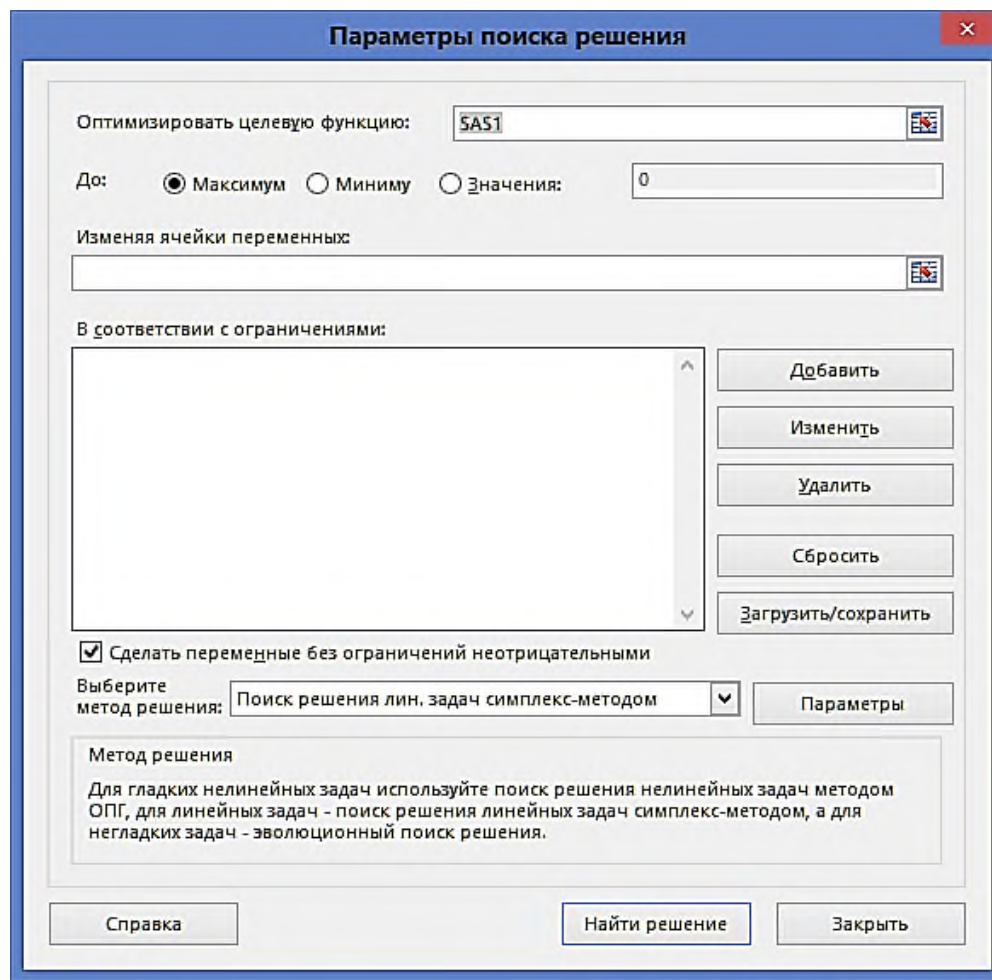 Параметры поиска решения
Оптимизировать целевую функцию: $A$1
До: Максимум Миниму Значения: 0
Изменяя ячейки переменных:
В соответствии с ограничениями:
Добавить
Изменить
Удалить
Сбросить
Загрузить/сохранить
Сделать переменные без ограничений неотрицательными
Выберите
метод решения: Поиск решения лин. задач симплекс-методом Параметры
Метод решения
Для гладких нелинейных задач используйте поиск решения нелинейных задач методом
ОПГ, для линейных задач - поиск решения линейных задач симплекс-методом, а для
негладких задач - эволюционный поиск решения.
Справка Найти решение Закрыть